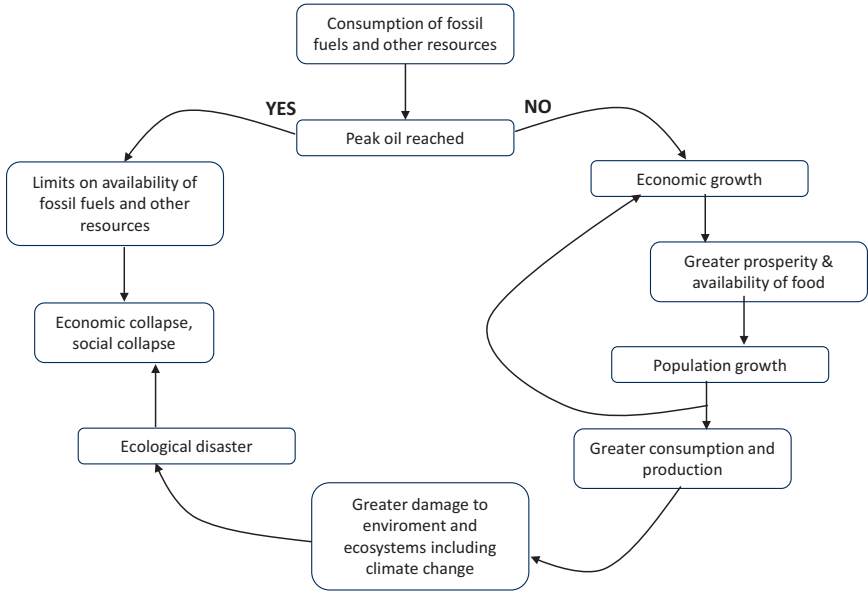 Consumption of fossil
fuels and other resources
YES
NO
Peak oil reached
Limits on availability of
fossil fuels and other
resources
Economic growth
Greater prosperity &
availability of food
Economic collapse,
social collapse
Population growth
Ecological disaster
Greater consumption and
production
Greater damage to
enviroment and
ecosystems including
climate change